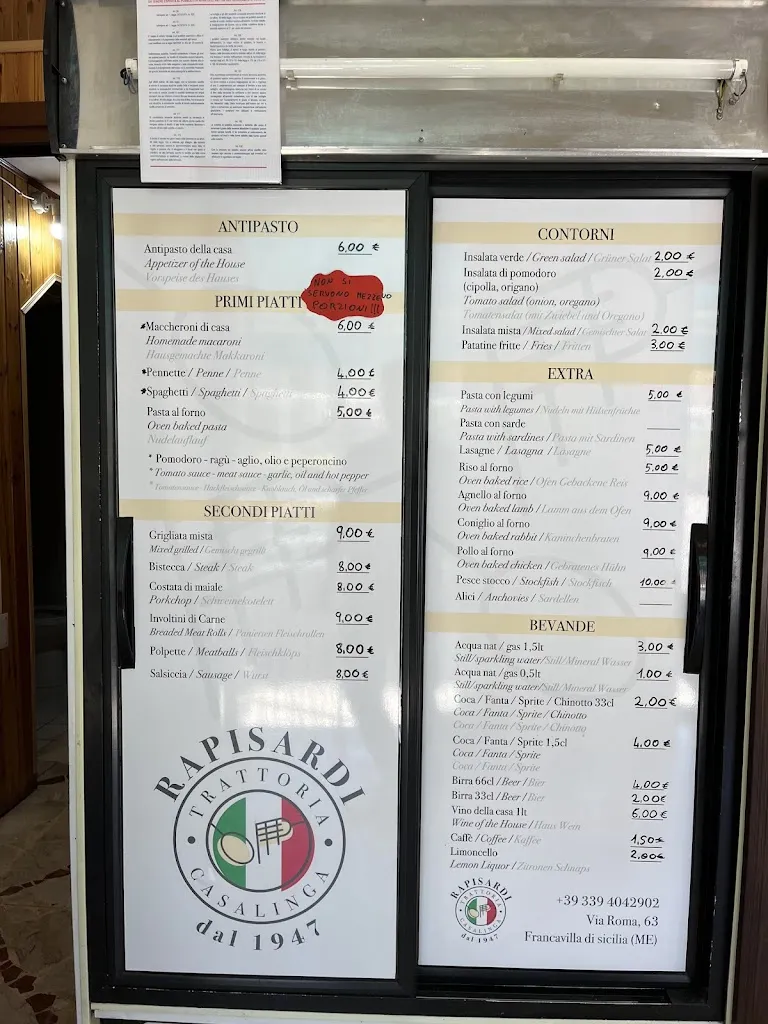 ANTIPASTO
Antipasto della casa 6,00 €
Appetizer of the House
Vorspeise des Hauses
NON SI
SERVONO MEZZE
PORZIONI!!!
PRIMI PIATTI
*Maccheroni di casa 6,00 €
Homemade macaroni
Hausgemachte Makkaroni
*Pennette / Penne / Penne 4,00 €
*Spaghetti / Spaghetti / Spaghetti 4,00 €
Pasta al forno 5,00 €
Oven baked pasta
Nudelauflauf
* Pomodoro - ragù - aglio, olio e peperoncino
* Tomato sauce - meat sauce - garlic, oil and hot pepper
SECONDI PIATTI
Grigliata mista 9,00 €
Mixed grilled / Gemischt gegrillt
Bistecca / Steak / Steak 8,00 €
Costata di maiale 8,00 €
Porkchop / Schweinekotelett
Involtini di Carne 9,00 €
Breaded Meat Rolls / Panieren Fleischrollen
Polpette / Meatballs / Fleischklöps 8,00 €
Salsiccia / Sausage / Wurst 8,00 €
RAPISARDI
TRATTORIA
CASALINGA
dal 1947
CONTORNI
Insalata verde / Green salad / Grüner Salat 2,00 €
Insalata di pomodoro 2,00 €
(cipolla, origano)
Tomato salad (onion, oregano)
Tomatensalat (mit Zwiebel und Oregano)
Insalata mista / Mixed salad / Gemischter Salat 2,00 €
Patatine fritte / Fries / Fritten 3,00 €
EXTRA
Pasta con legumi 5,00 €
Pasta with legumes / Nudeln mit Hülsenfrüchte
Pasta con sarde
Pasta with sardines / Pasta mit Sardinen
Lasagne / Lasagna / Lasagne 5,00 €
Riso al forno 5,00 €
Oven baked rice / Ofen Gebackene Reis
Agnello al forno 9,00 €
Oven baked lamb / Lamm aus dem Ofen
Coniglio al forno 9,00 €
Oven baked rabbit / Kaninchenbraten
Pollo al forno 9,00 €
Oven baked chicken / Gebratenes Hühn
Pesce stocco / Stockfish / Stockfisch 10,00 €
Alici / Anchovies / Sardellen
BEVANDE
Acqua nat / gas 1,5lt 3,00 €
Still/sparkling water/Still/Mineral Wasser
Acqua nat /gas 0,5lt 1,00 €
Still/sparkling water/Still/Mineral Wasser
Coca / Fanta / Sprite / Chinotto 33cl 2,00 €
Coca / Fanta / Sprite / Chinotto
Coca / Fanta / Sprite / Chinotto
Coca / Fanta / Sprite 1,5cl 4,00 €
Coca / Fanta / Sprite
Coca / Fanta / Sprite
Birra 66cl / Beer / Bier 4,00 €
Birra 33cl / Beer / Bier 2,00 €
Vino della casa 1lt 6,00 €
Wine of the House / Haus Wein
Caffè / Coffee / Kaffee 1,50 €
Limoncello 2,00 €
Lemon Liquor / Zitronen Schnaps
RAPISARDI
TRATTORIA
CASALINGA
dal 1947
+39 339 4042902
Via Roma, 63
Francavilla di sicilia (ME)